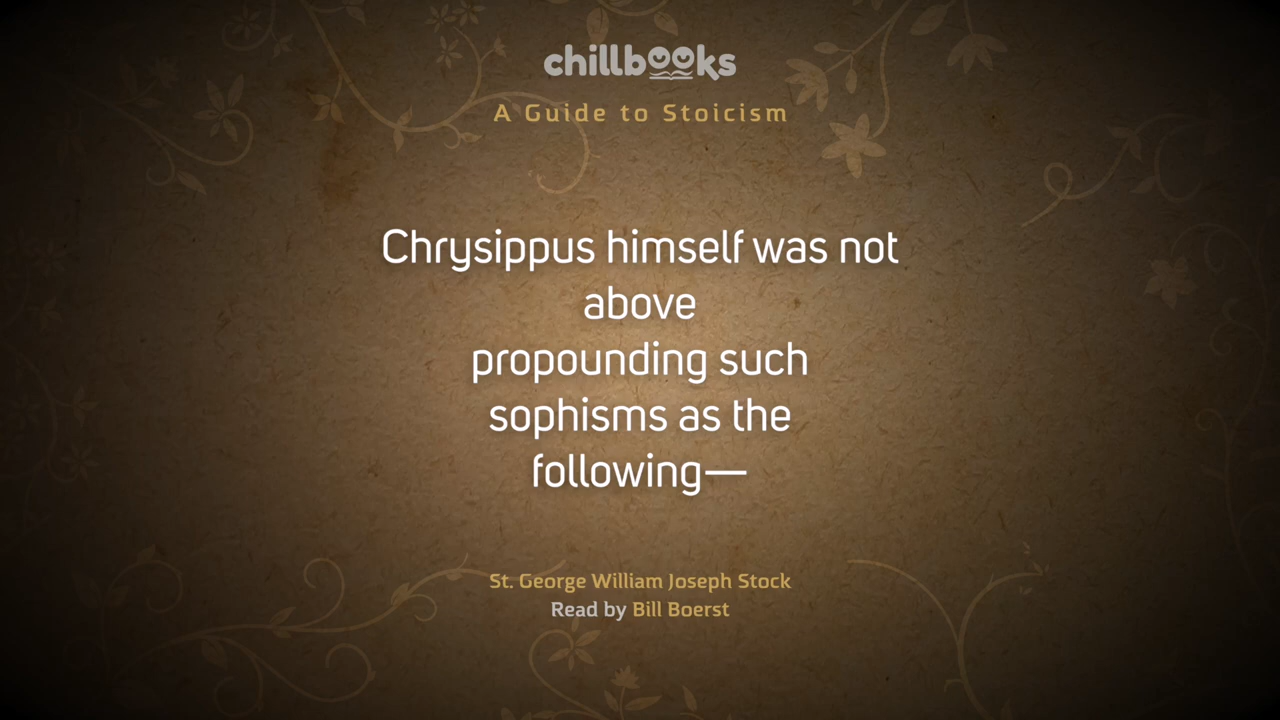 chillbooks
A Guide to Stoicism
Chrysippus himself was not
above
propounding such
sophisms as the
following—
St. George William Joseph Stock
Read by Bill Boerst